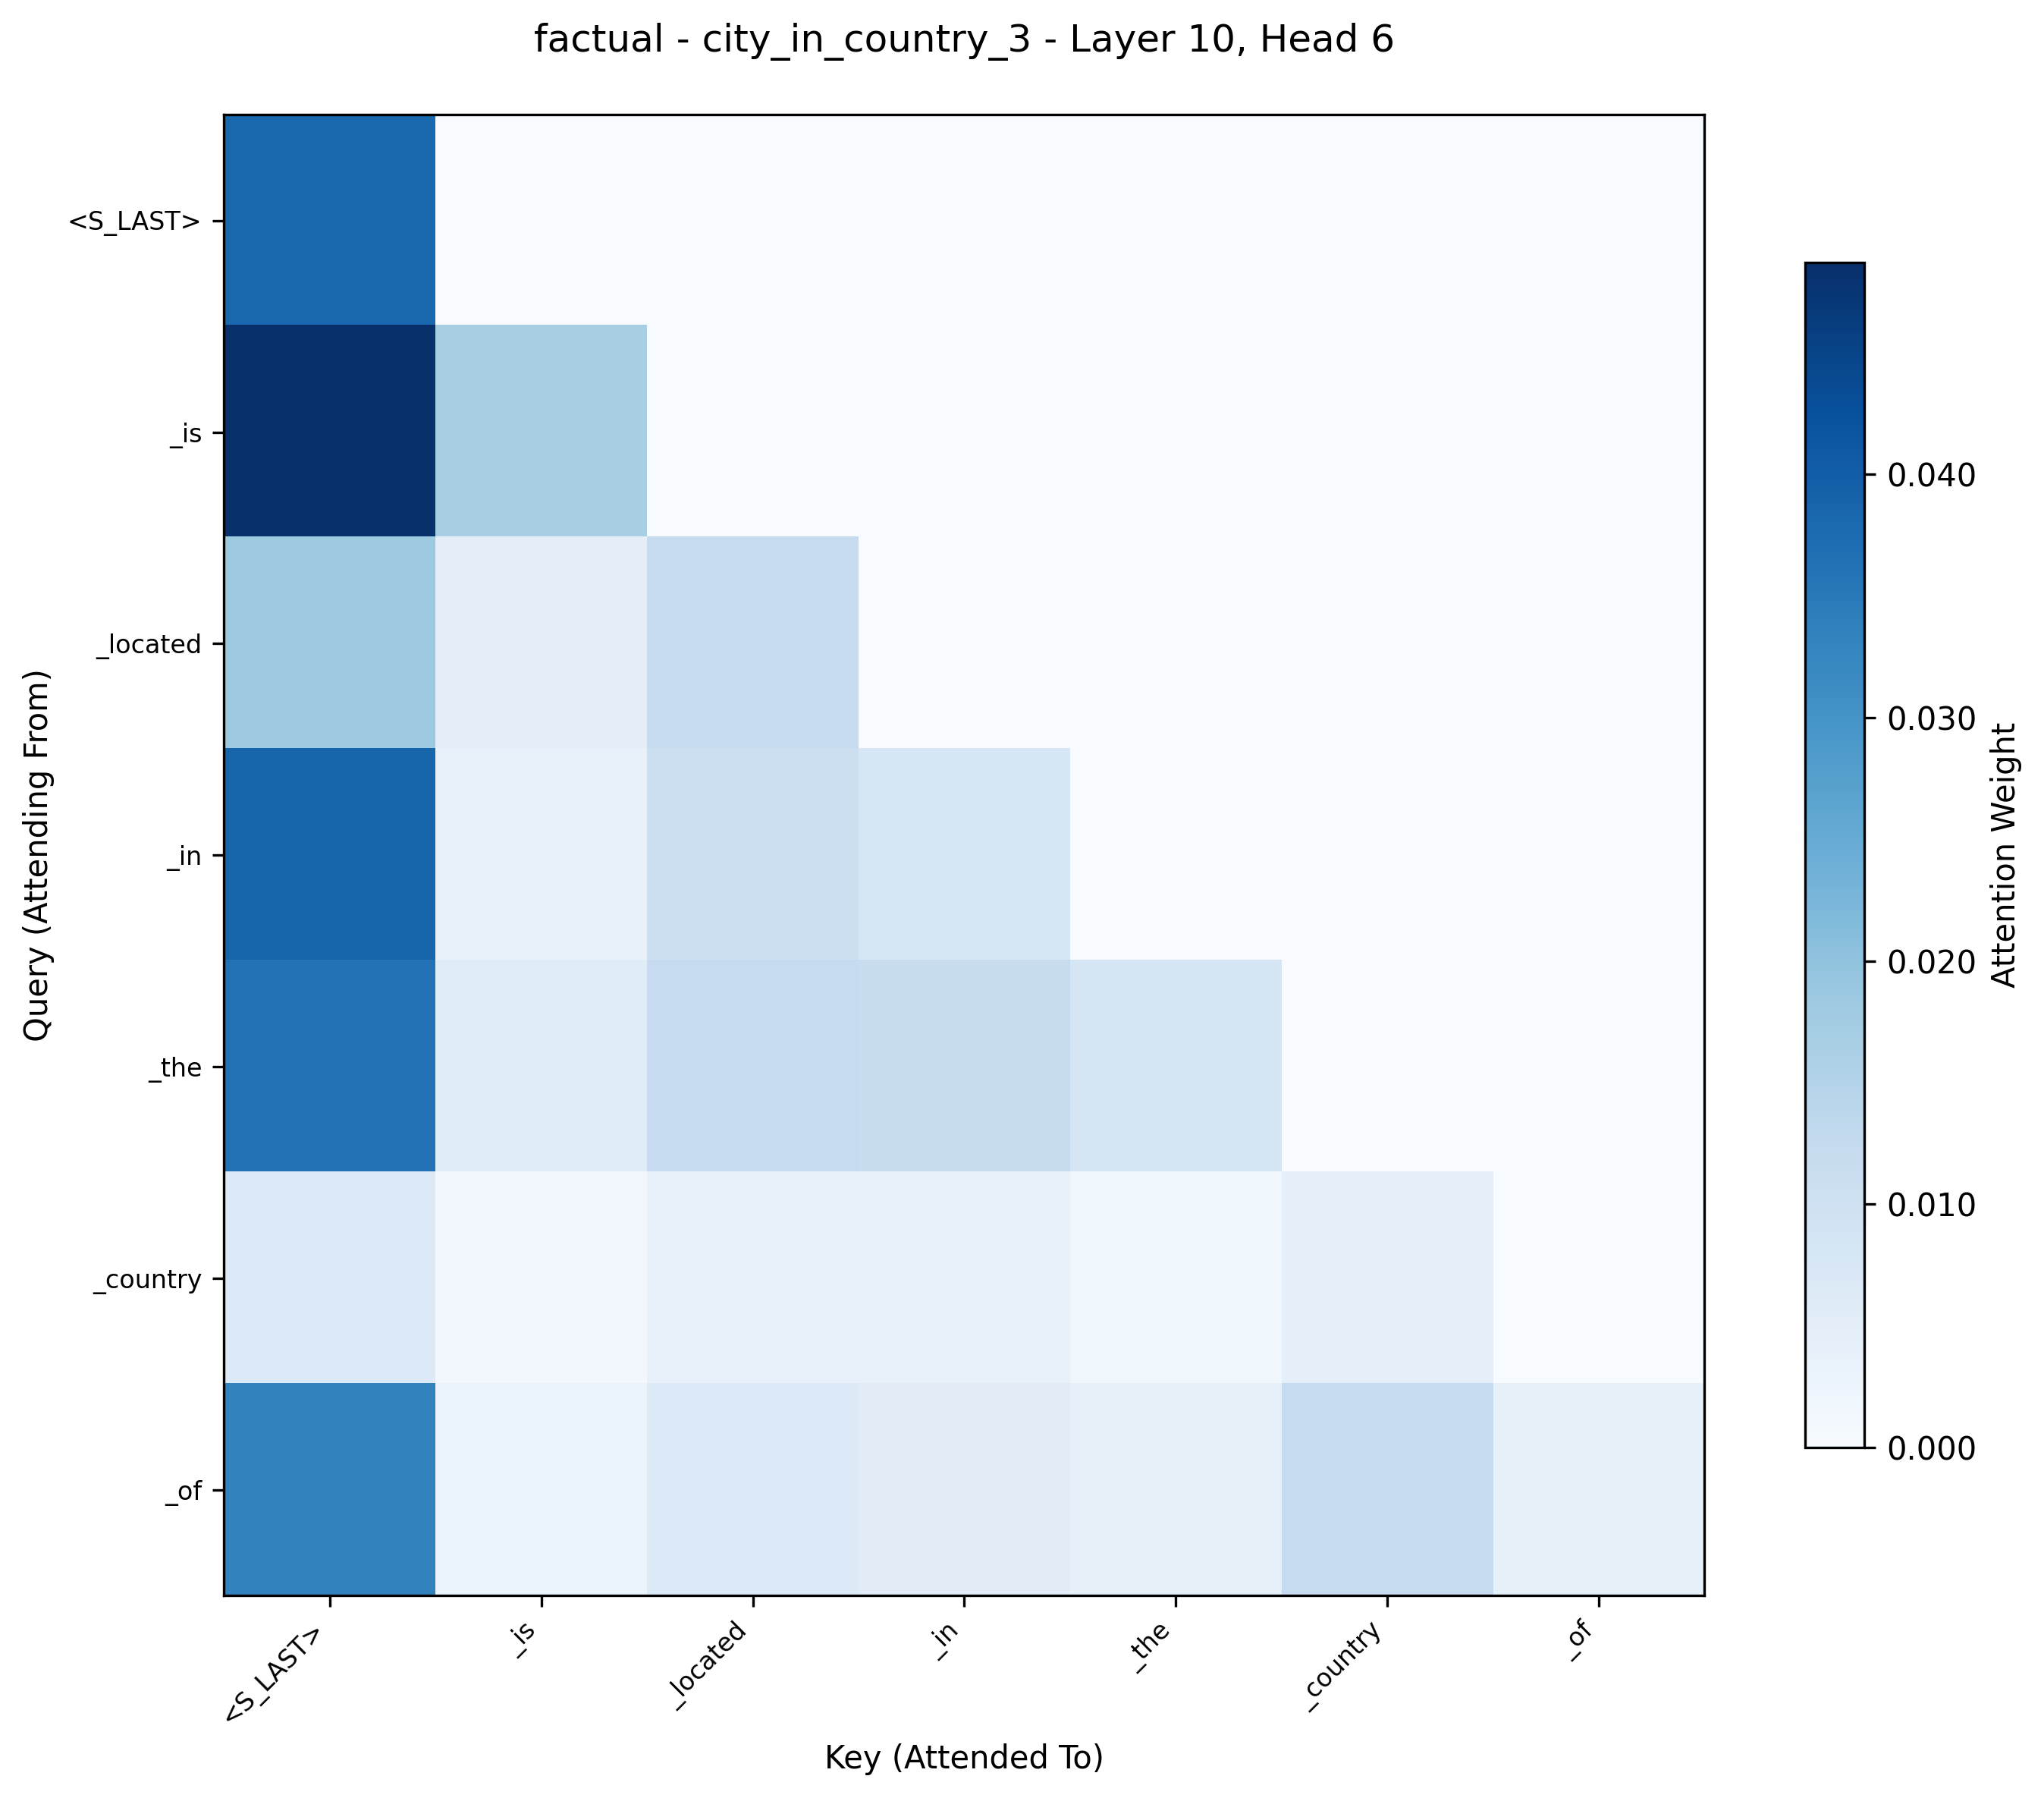 factual - city_in_country_3 - Layer 10, Head 6
Query (Attending From)
<S_LAST>
_is
_located
_in
_the
_country
_of
<S_LAST>
_is
_located
_in
_the
_country
_of
Key (Attended To)
0.040
0.030
0.020
0.010
0.000
Attention Weight